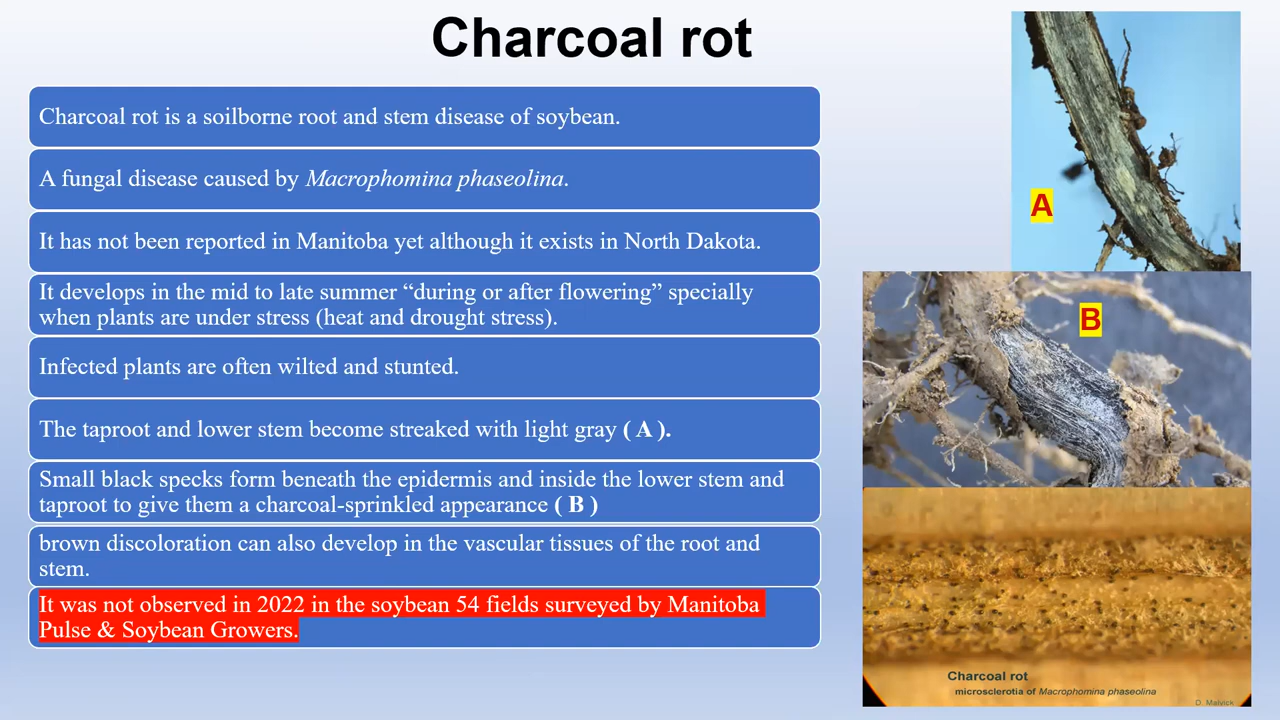 Charcoal rot
Charcoal rot is a soilborne root and stem disease of soybean.
A fungal disease caused by Macrophomina phaseolina.
It has not been reported in Manitoba yet although it exists in North Dakota.
It develops in the mid to late summer “during or after flowering” specially
when plants are under stress (heat and drought stress).
Infected plants are often wilted and stunted.
The taproot and lower stem become streaked with light gray ( A ).
Small black specks form beneath the epidermis and inside the lower stem and
taproot to give them a charcoal-sprinkled appearance ( B )
brown discoloration can also develop in the vascular tissues of the root and
stem.
It was not observed in 2022 in the soybean 54 fields surveyed by Manitoba
Pulse & Soybean Growers.
A
B
Charcoal rot
microsclerotia of Macrophomina phaseolina
D. Malvick